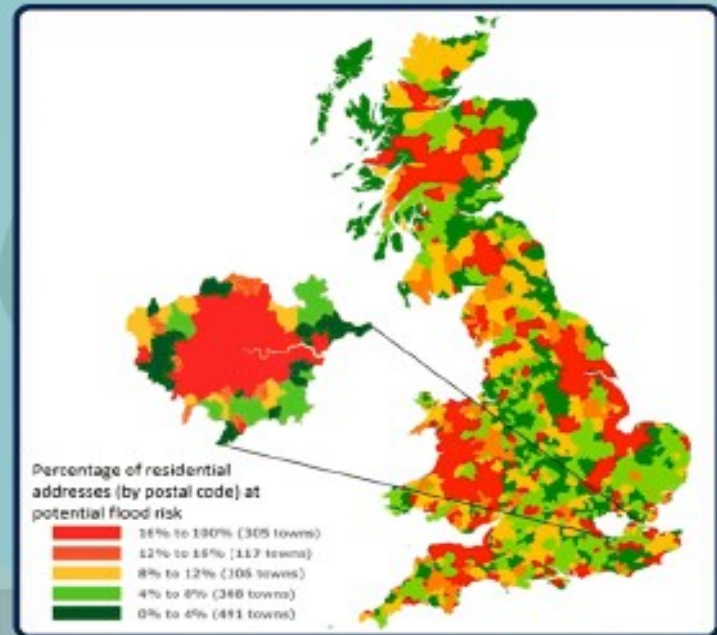 Percentage of residential
addresses (by postal code) at
potential flood risk
16% to 100% (305 towns)
12% to 16% (117 towns)
8% to 12% (306 towns)
4% to 8% (368 towns)
0% to 4% (491 towns)